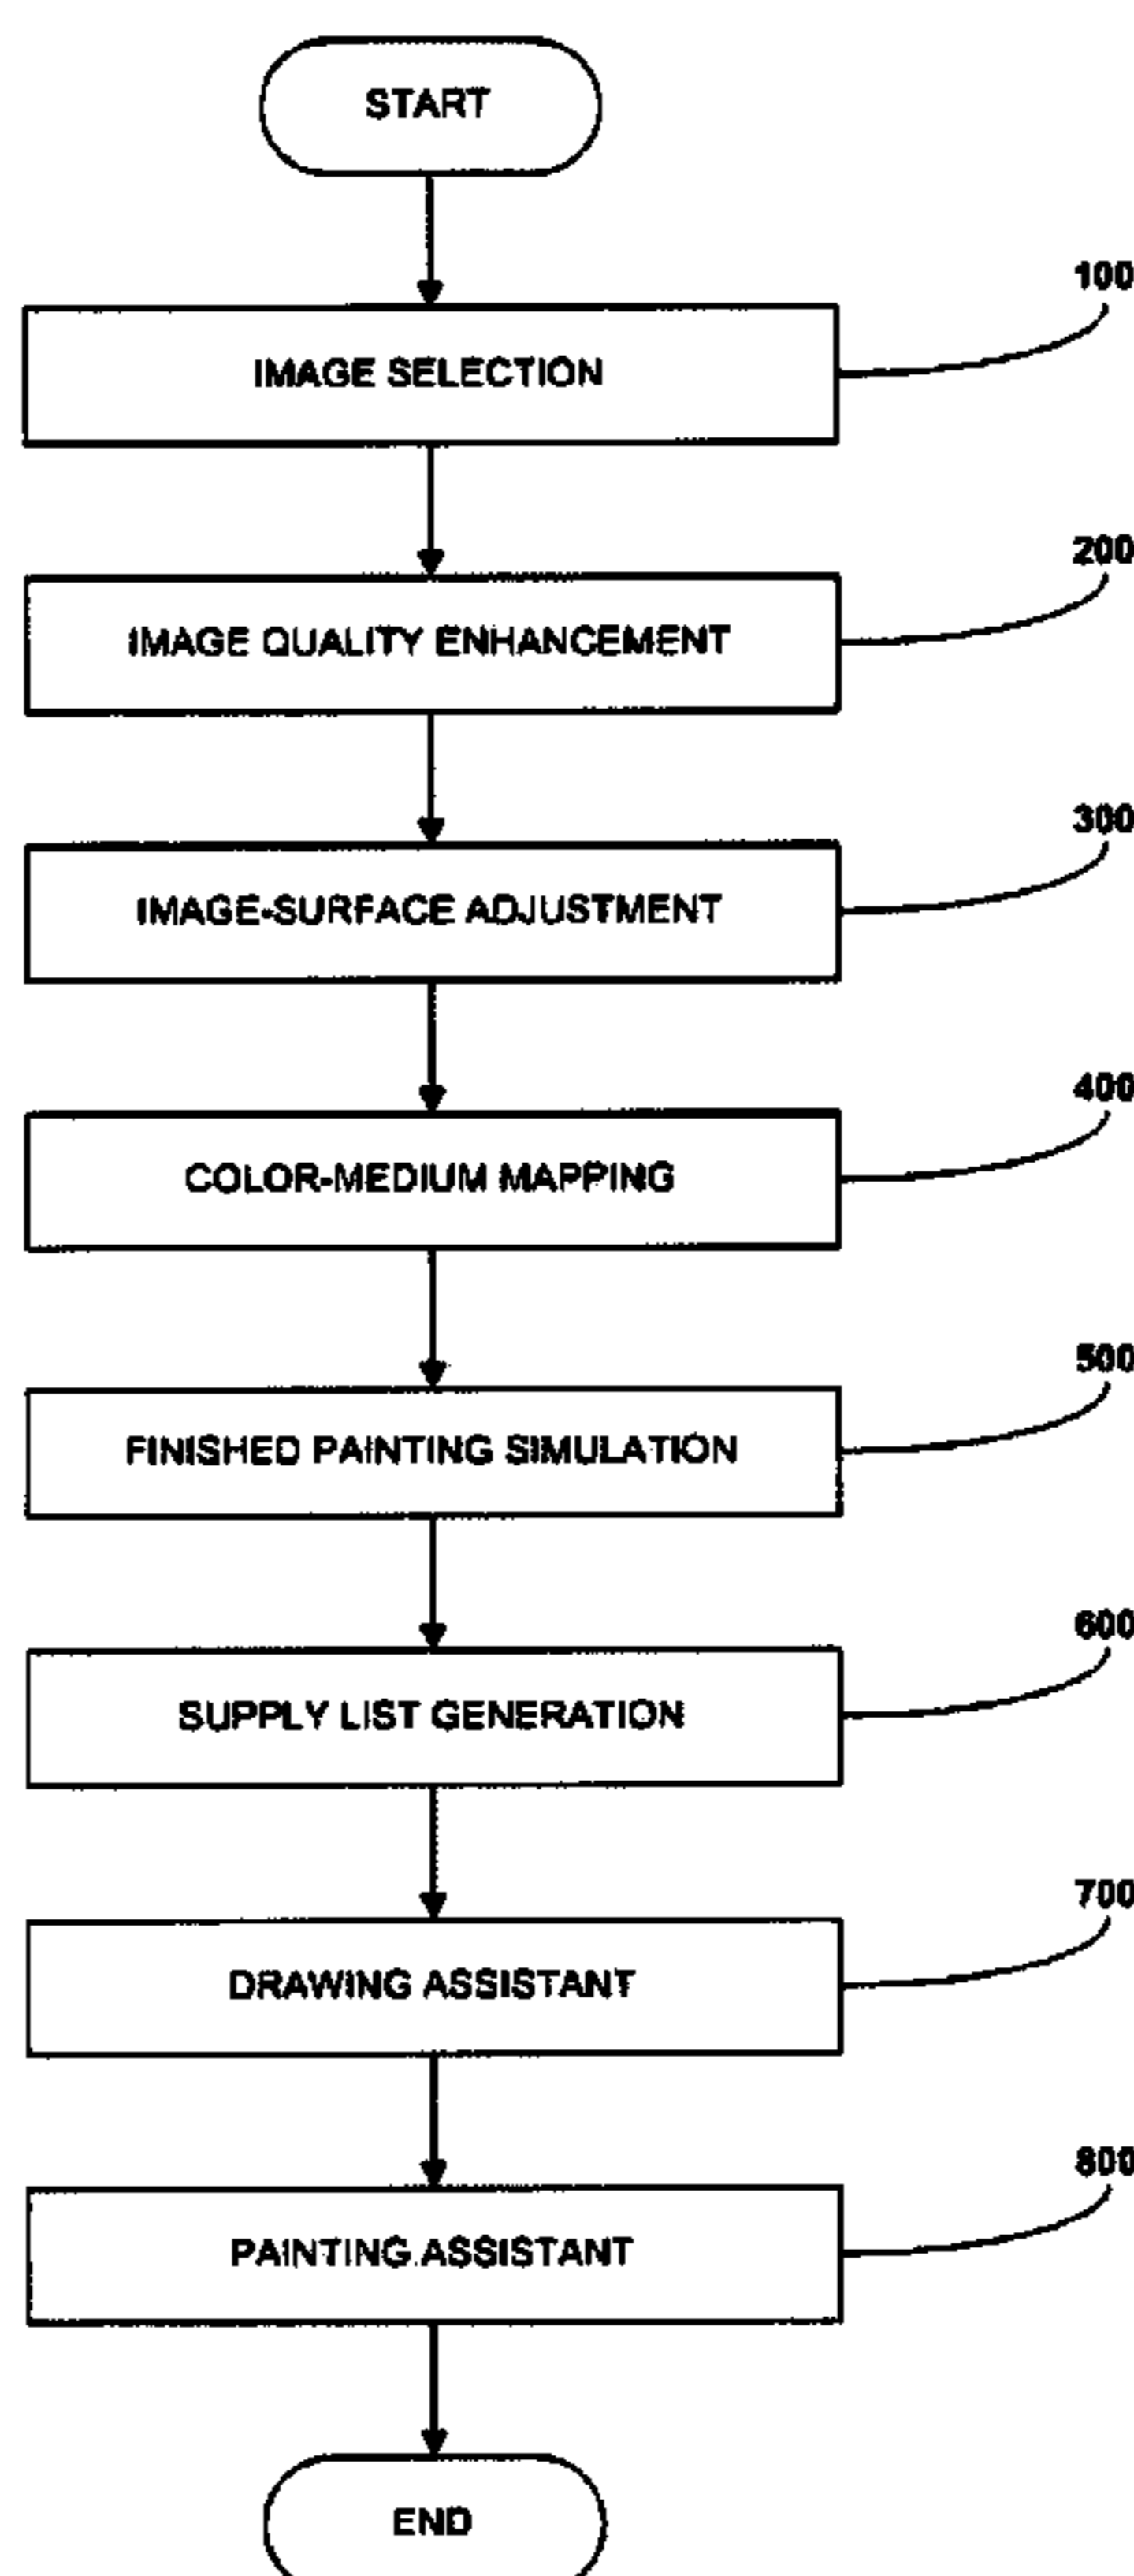 START
100
IMAGE SELECTION
200
IMAGE QUALITY ENHANCEMENT
300
IMAGE-SURFACE ADJUSTMENT
400
COLOR-MEDIUM MAPPING
500
FINISHED PAINTING SIMULATION
600
SUPPLY LIST GENERATION
700
DRAWING ASSISTANT
800
PAINTING ASSISTANT
END